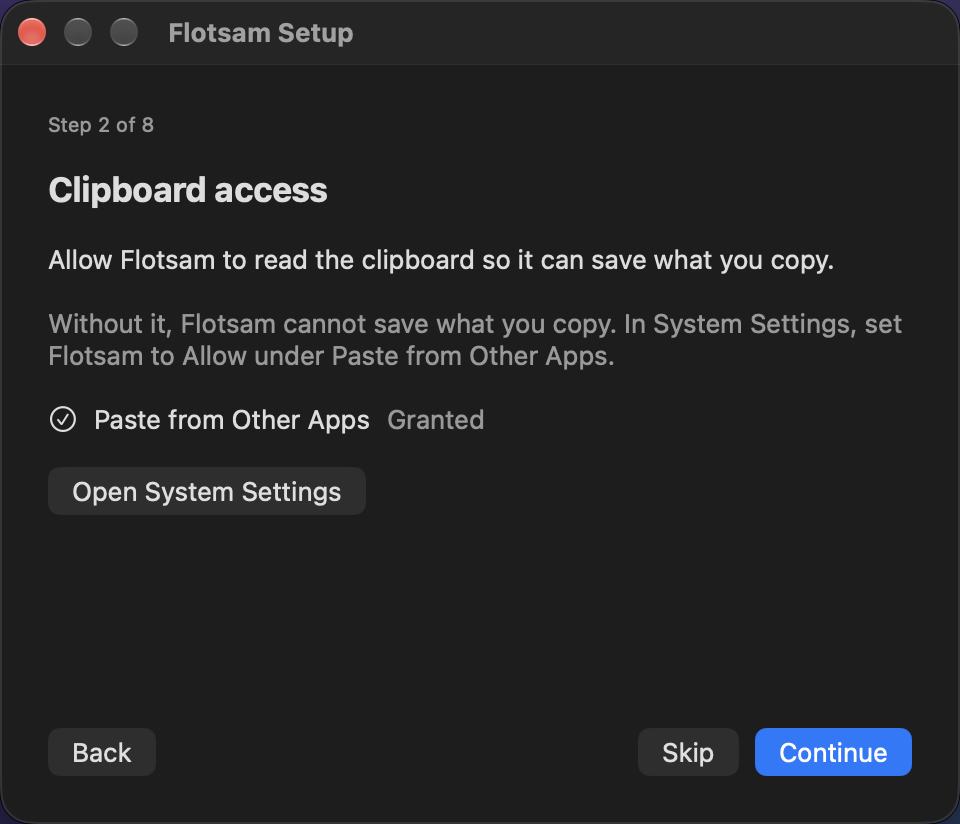 Flotsam Setup
Step 2 of 8
Clipboard access
Allow Flotsam to read the clipboard so it can save what you copy.
Without it, Flotsam cannot save what you copy. In System Settings, set
Flotsam to Allow under Paste from Other Apps.
Paste from Other Apps Granted
Open System Settings
Back Skip Continue